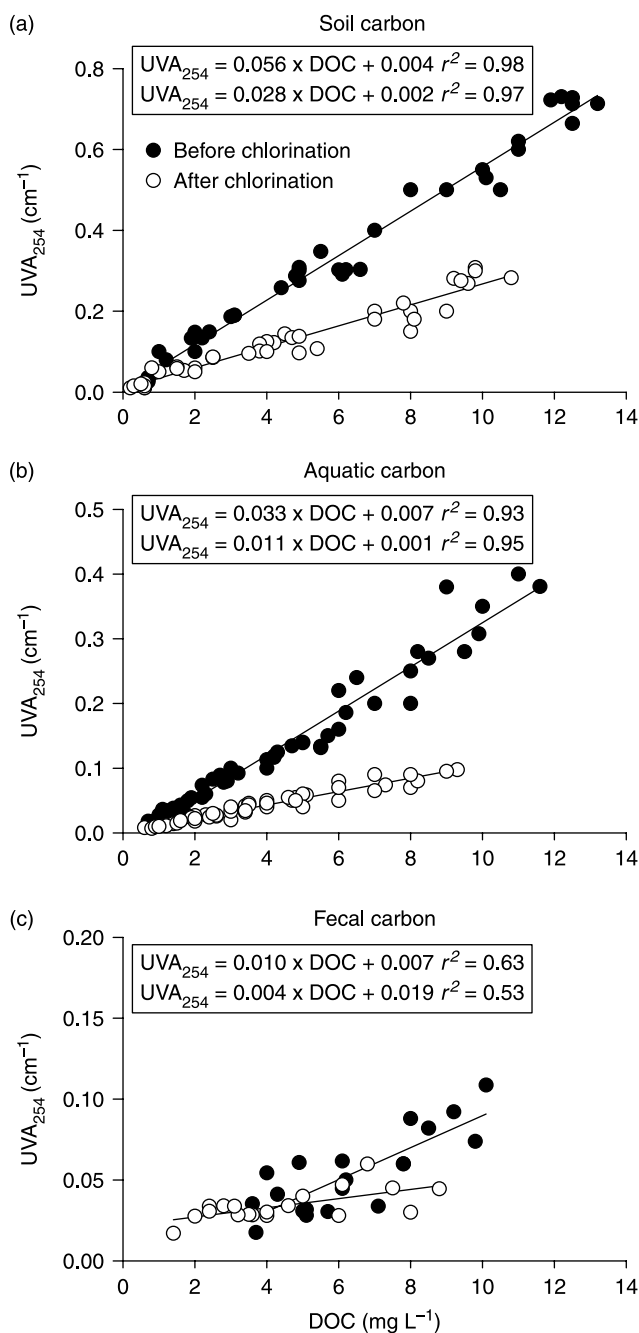 (a)
Soil carbon
UVA₂₅₄ = 0.056 x DOC + 0.004 r² = 0.98
UVA₂₅₄ = 0.028 x DOC + 0.002 r² = 0.97
Before chlorination
After chlorination
UVA₂₅₄ (cm⁻¹)
0.8
0.6
0.4
0.2
0.0
0 2 4 6 8 10 12 14
(b)
Aquatic carbon
UVA₂₅₄ = 0.033 x DOC + 0.007 r² = 0.93
UVA₂₅₄ = 0.011 x DOC + 0.001 r² = 0.95
UVA₂₅₄ (cm⁻¹)
0.5
0.4
0.3
0.2
0.1
0.0
0 2 4 6 8 10 12 14
(c)
Fecal carbon
UVA₂₅₄ = 0.010 x DOC + 0.007 r² = 0.63
UVA₂₅₄ = 0.004 x DOC + 0.019 r² = 0.53
UVA₂₅₄ (cm⁻¹)
0.20
0.15
0.10
0.05
0.00
0 2 4 6 8 10 12 14
DOC (mg L⁻¹)